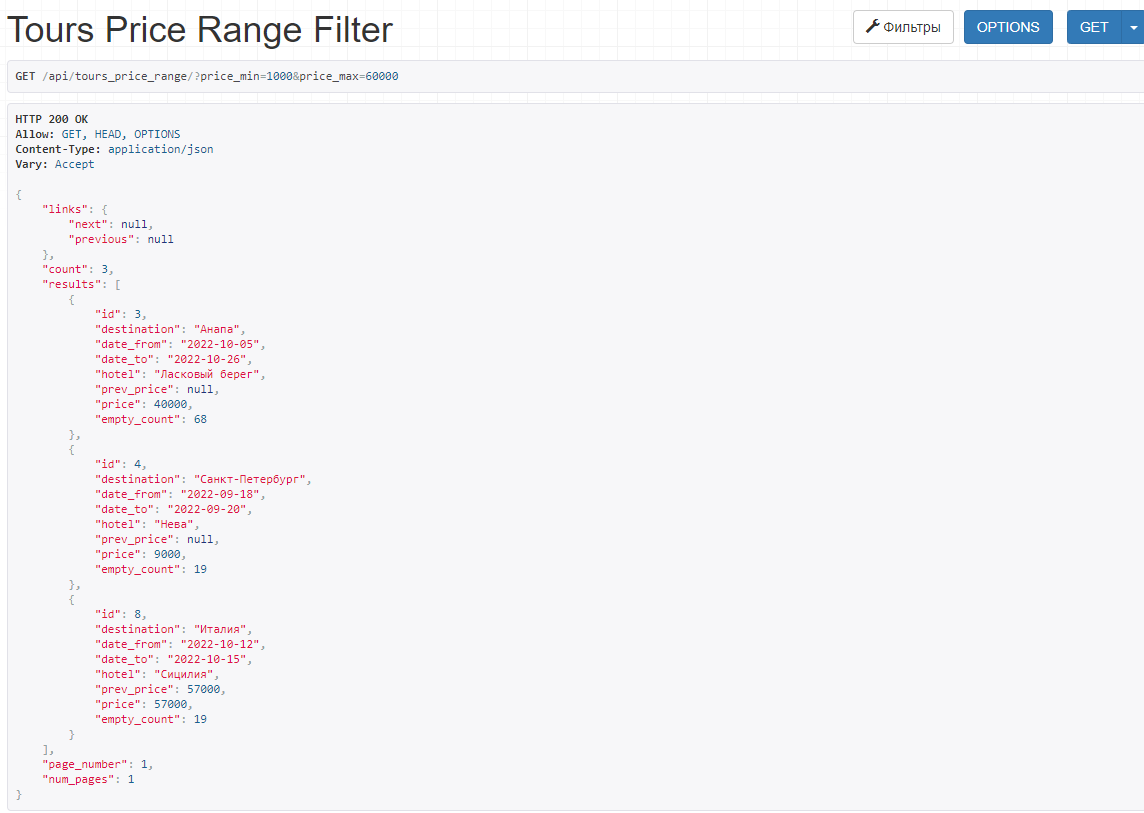 Tours Price Range Filter
Фильтры
OPTIONS
GET
GET /api/tours_price_range/?price_min=1000&price_max=60000
HTTP 200 OK
Allow: GET, HEAD, OPTIONS
Content-Type: application/json
Vary: Accept
{
    "links": {
        "next": null,
        "previous": null
    },
    "count": 3,
    "results": [
        {
            "id": 3,
            "destination": "Анапа",
            "date_from": "2022-10-05",
            "date_to": "2022-10-26",
            "hotel": "Ласковый берег",
            "prev_price": null,
            "price": 40000,
            "empty_count": 68
        },
        {
            "id": 4,
            "destination": "Санкт-Петербург",
            "date_from": "2022-09-18",
            "date_to": "2022-09-20",
            "hotel": "Нева",
            "prev_price": null,
            "price": 9000,
            "empty_count": 19
        },
        {
            "id": 8,
            "destination": "Италия",
            "date_from": "2022-10-12",
            "date_to": "2022-10-15",
            "hotel": "Сицилия",
            "prev_price": 57000,
            "price": 57000,
            "empty_count": 19
        }
    ],
    "page_number": 1,
    "num_pages": 1
}